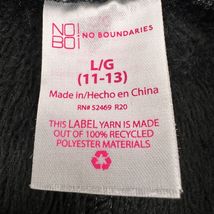 NO
BO
NO BOUNDARIES
L/G
(11-13)
Made in/Hecho en China
RN# 52469 R20
THIS LABEL YARN IS MADE
OUT OF 100% RECYCLED
POLYESTER MATERIALS